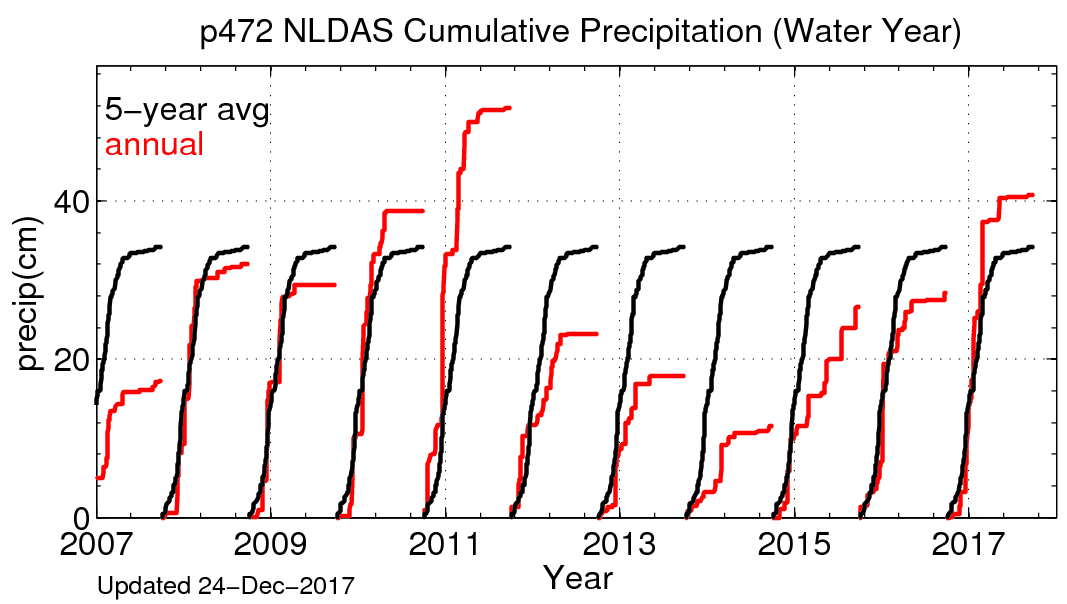 p472 NLDAS Cumulative Precipitation (Water Year)
5−year avg
annual
precip(cm)
40
20
0
2007 2009 2011 2013 2015 2017
Year
Updated 24−Dec−2017